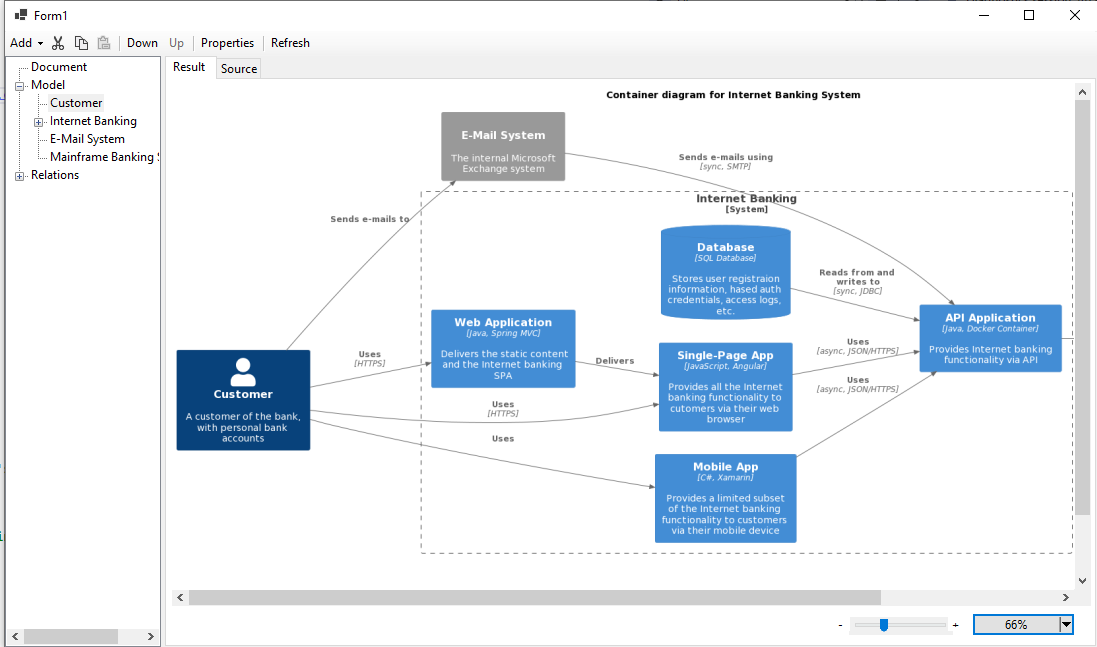 Form1
Add
Down Up Properties Refresh
Document
Model
Customer
Internet Banking
E-Mail System
Mainframe Banking
Relations
Result Source
Container diagram for Internet Banking System
E-Mail System
The internal Microsoft
Exchange system
Sends e-mails using
[sync, SMTP]
Sends e-mails to
Internet Banking
[System]
Database
[SQL Database]
Stores user registraion
information, hased auth
credentials, access logs,
etc.
Reads from and
writes to
[sync, JDBC]
Web Application
[Java, Spring MVC]
Delivers the static content
and the Internet banking
SPA
API Application
[Java, Docker Container]
Provides Internet banking
functionality via API
Uses
[HTTPS]
Delivers
Single-Page App
[JavaScript, Angular]
Provides all the Internet
banking functionality to
cutomers via their web
browser
Uses
[async, JSON/HTTPS]
Uses
[async, JSON/HTTPS]
Customer
A customer of the bank,
with personal bank
accounts
Uses
[HTTPS]
Uses
Mobile App
[C#, Xamarin]
Provides a limited subset
of the Internet banking
functionality to customers
via their mobile device
- + 66%